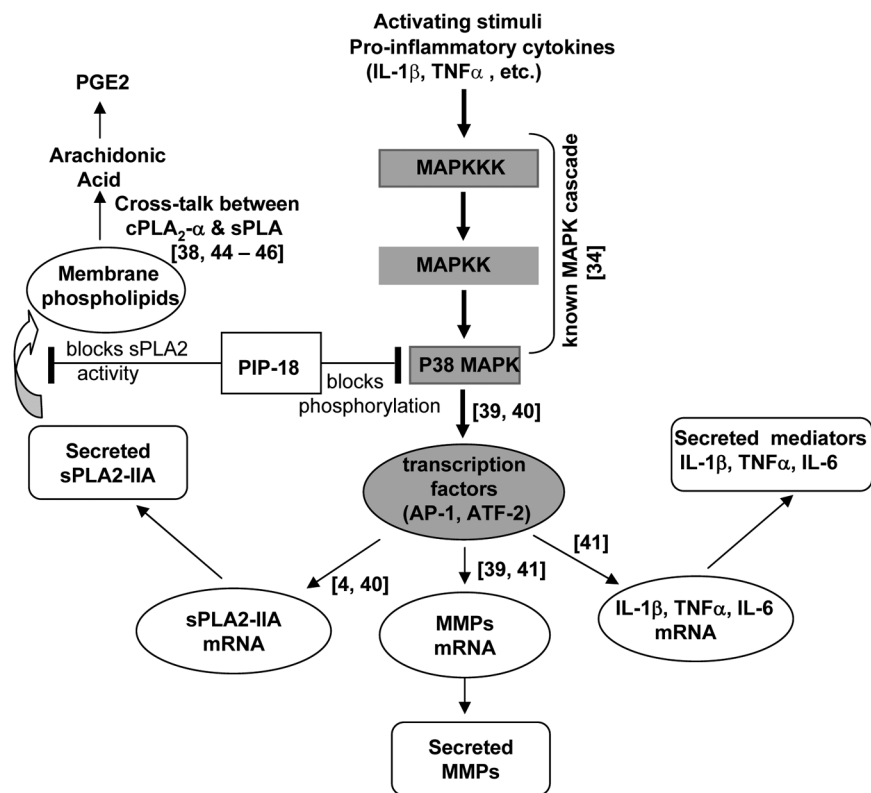 Activating stimuli
Pro-inflammatory cytokines
(IL-1β, TNFα , etc.)
PGE2
Arachidonic
Acid
Cross-talk between
cPLA₂-α & sPLA
[38, 44 – 46]
Membrane
phospholipids
MAPKKK
MAPKK
P38 MAPK
known MAPK cascade
[34]
blocks sPLA2
activity
PIP-18
blocks
phosphorylation
[39, 40]
Secreted
sPLA2-IIA
transcription
factors
(AP-1, ATF-2)
Secreted mediators
IL-1β, TNFα, IL-6
[4, 40]
[39, 41]
[41]
sPLA2-IIA
mRNA
MMPs
mRNA
IL-1β, TNFα, IL-6
mRNA
Secreted
MMPs